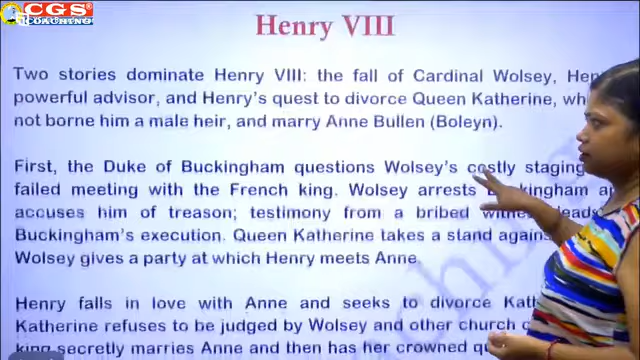 CGS
COACHING
Henry VIII
Two stories dominate Henry VIII: the fall of Cardinal Wolsey,
powerful advisor, and Henry's quest to divorce Queen Katherine,
not borne him a male heir, and marry Anne Bullen (Boleyn).
First, the Duke of Buckingham questions Wolsey's costly staging
failed meeting with the French king. Wolsey arrests Buckingham
accuses him of treason; testimony from a bribed
Buckingham's execution. Queen Katherine takes a stand
Wolsey gives a party at which Henry meets Anne
Henry falls in love with Anne and seeks to divorce
Katherine refuses to be judged by Wolsey and other church
king secretly marries Anne and then has her crowned